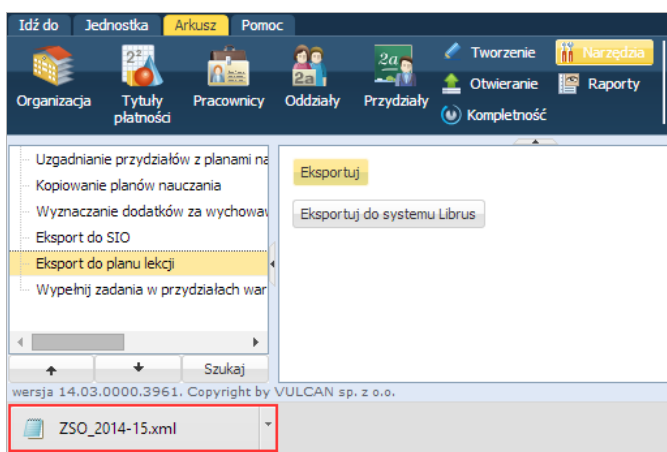 Idź do Jednostka Arkusz Pomoc
Organizacja
Tytuły
płatności
Pracownicy
Oddziały
Przydziały
Tworzenie
Otwieranie
Kompletność
Narzędzia
Raporty
Uzgadnianie przydziałów z planami na
Kopiowanie planów nauczania
Wyznaczanie dodatków za wychowa
Eksport do SIO
Eksport do planu lekcji
Wypełnij zadania w przydziałach war
Szukaj
Eksportuj
Eksportuj do systemu Librus
wersja 14.03.0000.3961. Copyright by VULCAN sp. z o.o.
ZSO_2014-15.xml